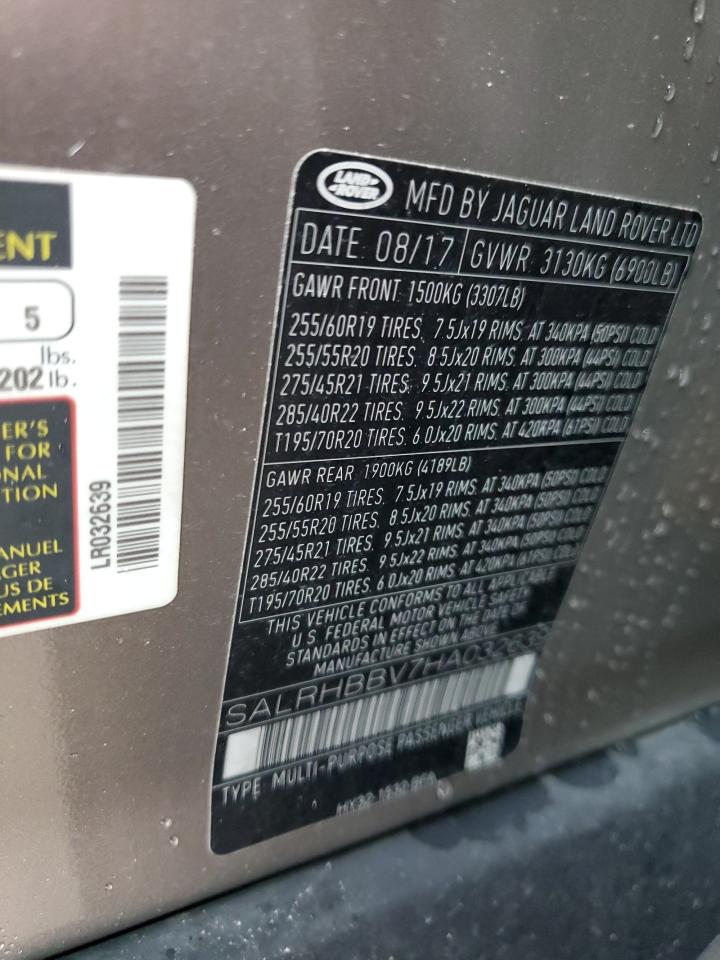 ENT
5
lbs.
202 lb.
ER'S
FOR
ONAL
TION
ANUEL
GER
US DE
EMENTS
LR032639
LAND
ROVER
MFD BY JAGUAR LAND ROVER LTD
DATE 08/17 GVWR 3130KG (6900LB)
GAWR FRONT 1500KG (3307LB)
255/60R19 TIRES, 7.5Jx19 RIMS, AT 340KPA (50PSI) COLD
255/55R20 TIRES, 8.5Jx20 RIMS, AT 300KPA (44PSI) COLD
275/45R21 TIRES, 9.5Jx21 RIMS, AT 300KPA (44PSI) COLD
285/40R22 TIRES, 9.5Jx22 RIMS, AT 300KPA (44PSI) COLD
T195/70R20 TIRES, 6.0Jx20 RIMS, AT 420KPA (61PSI) COLD
GAWR REAR 1900KG (4189LB)
255/60R19 TIRES, 7.5Jx19 RIMS, AT 340KPA (50PSI) COLD
255/55R20 TIRES, 8.5Jx20 RIMS, AT 340KPA (50PSI) COLD
275/45R21 TIRES, 9.5Jx21 RIMS, AT 340KPA (50PSI) COLD
285/40R22 TIRES, 9.5Jx22 RIMS, AT 340KPA (50PSI) COLD
T195/70R20 TIRES, 6.0Jx20 RIMS, AT 420KPA (61PSI) COLD
THIS VEHICLE CONFORMS TO ALL APPLICABLE
U.S. FEDERAL MOTOR VEHICLE SAFETY
STANDARDS IN EFFECT ON THE DATE OF
MANUFACTURE SHOWN ABOVE
SALRHBBV7HA032639
TYPE MULTI-PURPOSE PASSENGER VEHICLE